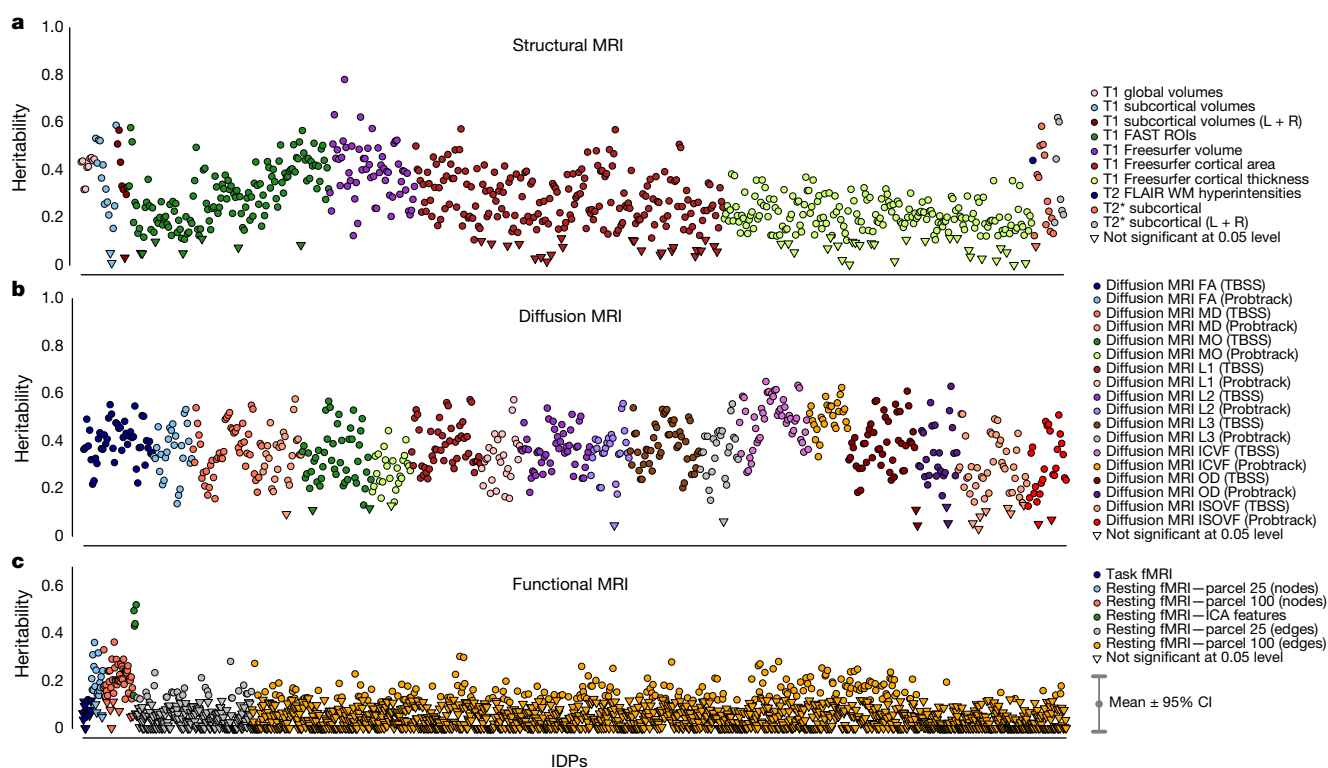 a
1.0
Structural MRI
0.8
0.6
0.4
0.2
0
Heritability
T1 global volumes
T1 subcortical volumes
T1 subcortical volumes (L + R)
T1 FAST ROIs
T1 Freesurfer volume
T1 Freesurfer cortical area
T1 Freesurfer cortical thickness
T2 FLAIR WM hyperintensities
T2* subcortical
T2* subcortical (L + R)
Not significant at 0.05 level
b
1.0
Diffusion MRI
0.8
0.6
0.4
0.2
0
Heritability
Diffusion MRI FA (TBSS)
Diffusion MRI FA (Probtrack)
Diffusion MRI MD (TBSS)
Diffusion MRI MD (Probtrack)
Diffusion MRI MO (TBSS)
Diffusion MRI MO (Probtrack)
Diffusion MRI L1 (TBSS)
Diffusion MRI L1 (Probtrack)
Diffusion MRI L2 (TBSS)
Diffusion MRI L2 (Probtrack)
Diffusion MRI L3 (TBSS)
Diffusion MRI L3 (Probtrack)
Diffusion MRI ICVF (TBSS)
Diffusion MRI ICVF (Probtrack)
Diffusion MRI OD (TBSS)
Diffusion MRI OD (Probtrack)
Diffusion MRI ISOVF (TBSS)
Diffusion MRI ISOVF (Probtrack)
Not significant at 0.05 level
c
Functional MRI
0.6
0.4
0.2
0
Heritability
Task fMRI
Resting fMRI—parcel 25 (nodes)
Resting fMRI—parcel 100 (nodes)
Resting fMRI—ICA features
Resting fMRI—parcel 25 (edges)
Resting fMRI—parcel 100 (edges)
Not significant at 0.05 level
Mean ± 95% CI
IDPs